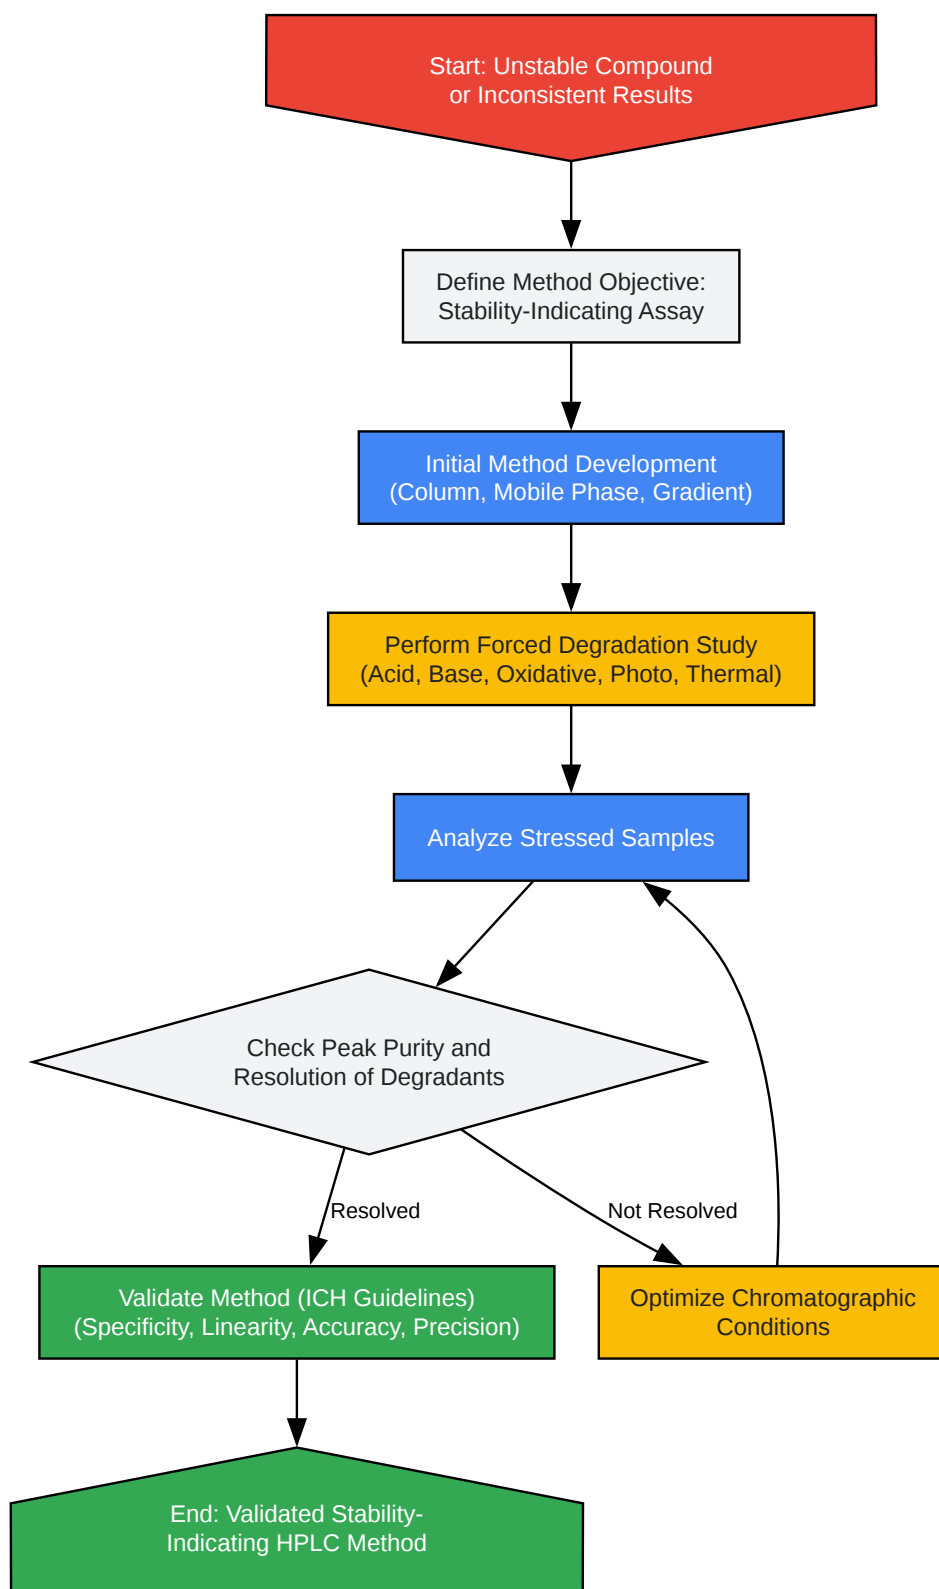 Start: Unstable Compound
or Inconsistent Results
Define Method Objective:
Stability-Indicating Assay
Initial Method Development
(Column, Mobile Phase, Gradient)
Perform Forced Degradation Study
(Acid, Base, Oxidative, Photo, Thermal)
Analyze Stressed Samples
Check Peak Purity and
Resolution of Degradants
Resolved
Not Resolved
Validate Method (ICH Guidelines)
(Specificity, Linearity, Accuracy, Precision)
Optimize Chromatographic
Conditions
End: Validated Stability-
Indicating HPLC Method